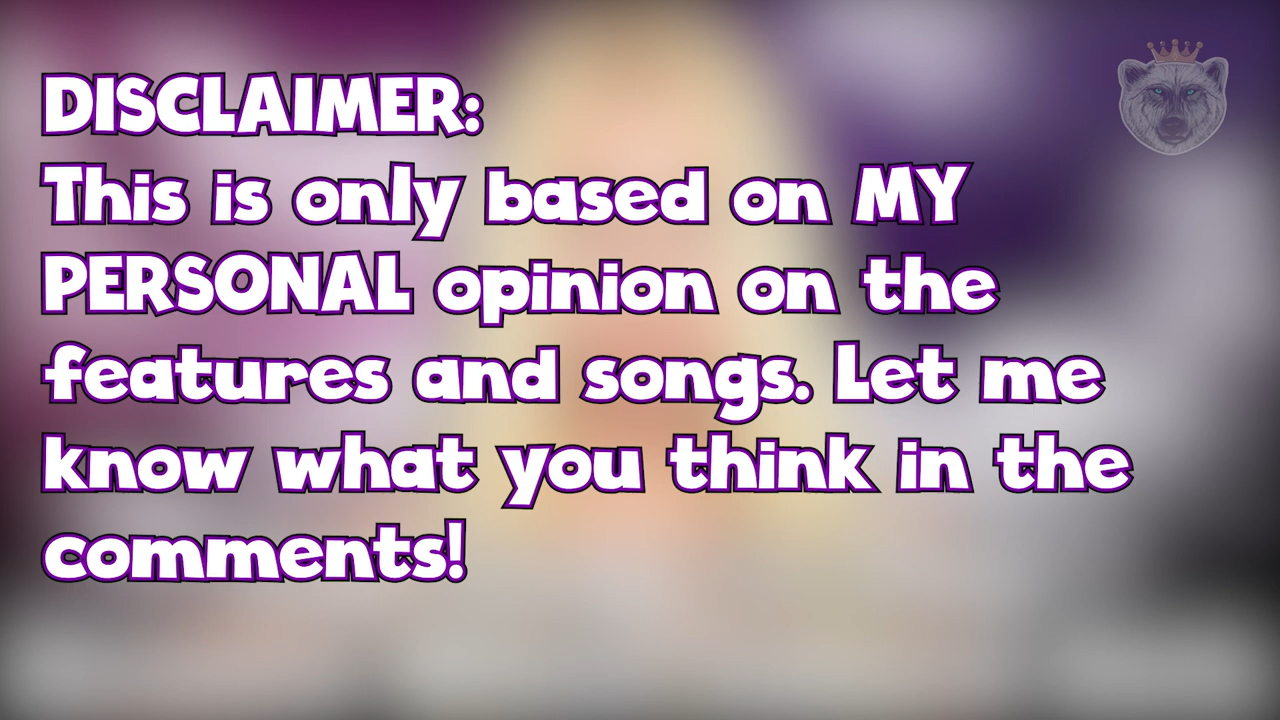 DISCLAIMER:
This is only based on MY
PERSONAL opinion on the
features and songs. Let me
know what you think in the
comments!